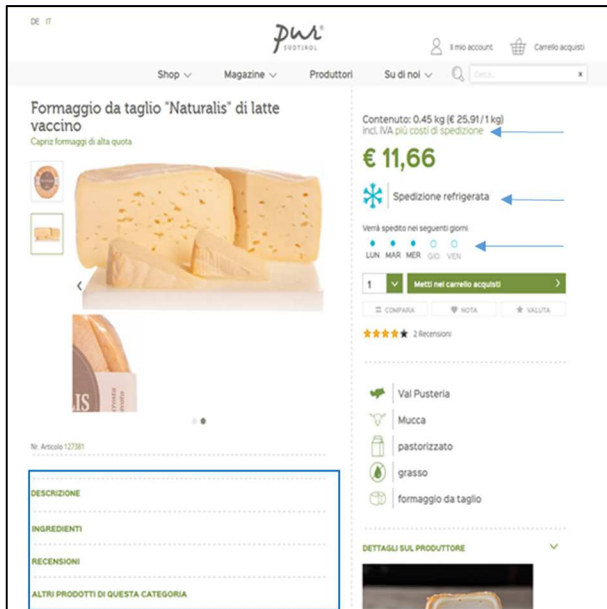 DE IT
pur
SÜDTIROL
Il mio account
Carrello acquisti
Shop
Magazine
Produttori
Su di noi
Cerca...
x
Formaggio da taglio "Naturalis" di latte
vaccino
Capriz formaggi di alta quota
Nr. Articolo 127381
DESCRIZIONE
INGREDIENTI
RECENSIONI
ALTRI PRODOTTI DI QUESTA CATEGORIA
Contenuto: 0.45 kg (€ 25,91/1 kg)
incl. IVA più costi di spedizione
€ 11,66
Spedizione refrigerata
Verrà spedito nei seguenti giorni
LUN MAR MER GIO VEN
1
Metti nel carrello acquisti
COMPARA
NOTA
VALUTA
2 Recensioni
Val Pusteria
Mucca
pastorizzato
grasso
formaggio da taglio
DETTAGLI SUL PRODUTTORE